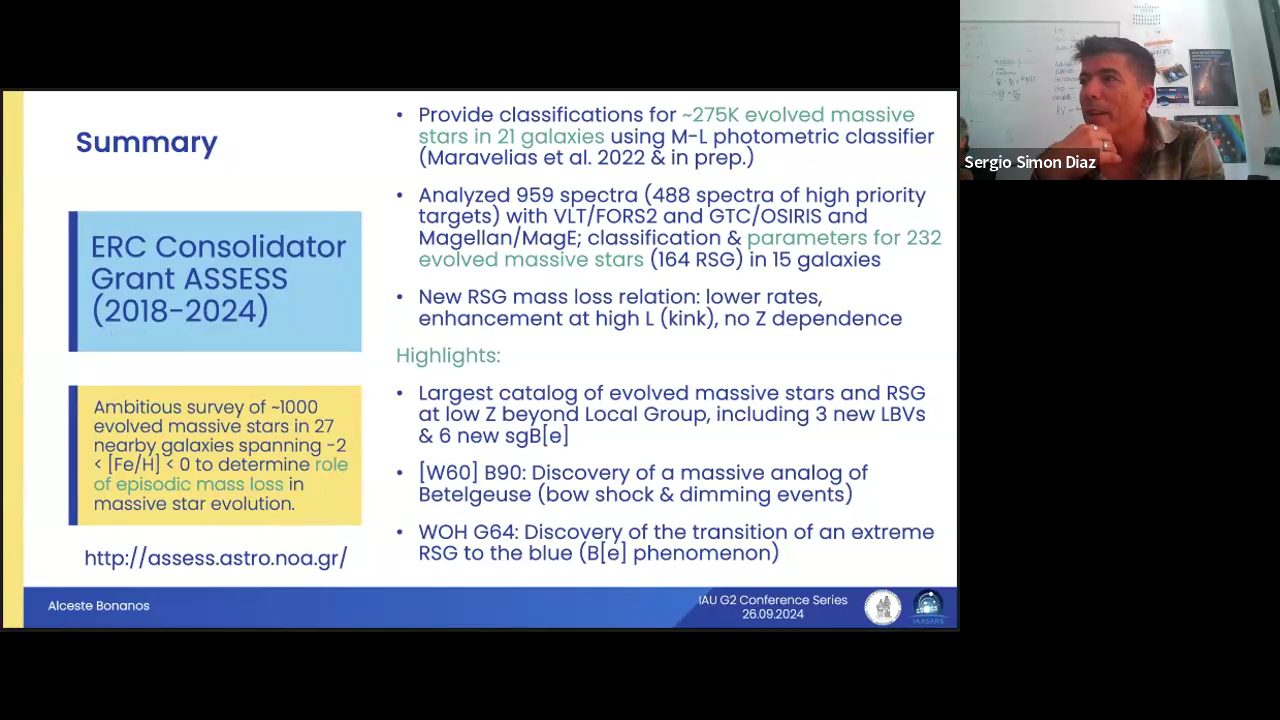 Summary
ERC Consolidator
Grant ASSESS
(2018-2024)
Ambitious survey of ~1000
evolved massive stars in 27
nearby galaxies spanning -2
< [Fe/H] < 0 to determine role
of episodic mass loss in
massive star evolution.
http://assess.astro.noa.gr/
• Provide classifications for ~275K evolved massive
stars in 21 galaxies using M-L photometric classifier
(Maravelias et al. 2022 & in prep.)
• Analyzed 959 spectra (488 spectra of high priority
targets) with VLT/FORS2 and GTC/OSIRIS and
Magellan/MagE; classification & parameters for 232
evolved massive stars (164 RSG) in 15 galaxies
• New RSG mass loss relation: lower rates,
enhancement at high L (kink), no Z dependence
Highlights:
• Largest catalog of evolved massive stars and RSG
at low Z beyond Local Group, including 3 new LBVs
& 6 new sgB[e]
• [W60] B90: Discovery of a massive analog of
Betelgeuse (bow shock & dimming events)
• WOH G64: Discovery of the transition of an extreme
RSG to the blue (B[e] phenomenon)
Alceste Bonanos
IAU G2 Conference Series
26.09.2024
IAASARS
Sergio Simon Diaz